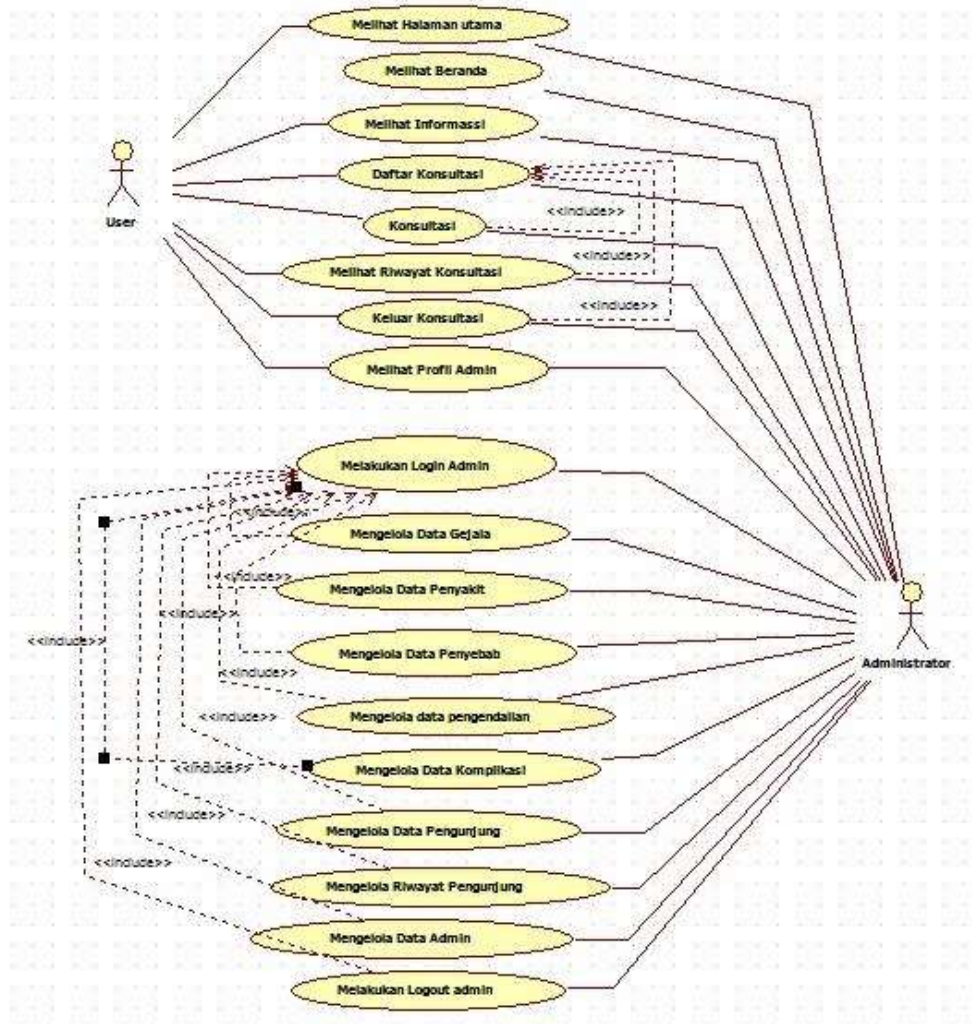 Melihat Halaman utama
Melihat Beranda
Melihat Informassi
Daftar Konsultasi
<<include>>
User
Konsultasi
<<include>>
Melihat Riwayat Konsultasi
<<include>>
Keluar Konsultasi
Melihat Profil Admin
Melakukan Login Admin
<<include>>
Mengelola Data Gejala
<<include>>
Mengelola Data Penyakit
<<include>>
<<include>>
Mengelola Data Penyebab
Administrator
<<include>>
Mengelola data pengendalian
<<include>>
Mengelola Data Komplikasi
<<include>>
<<include>>
Mengelola Data Pengunjung
<<include>>
Mengelola Riwayat Pengunjung
Mengelola Data Admin
Melakukan Logout admin